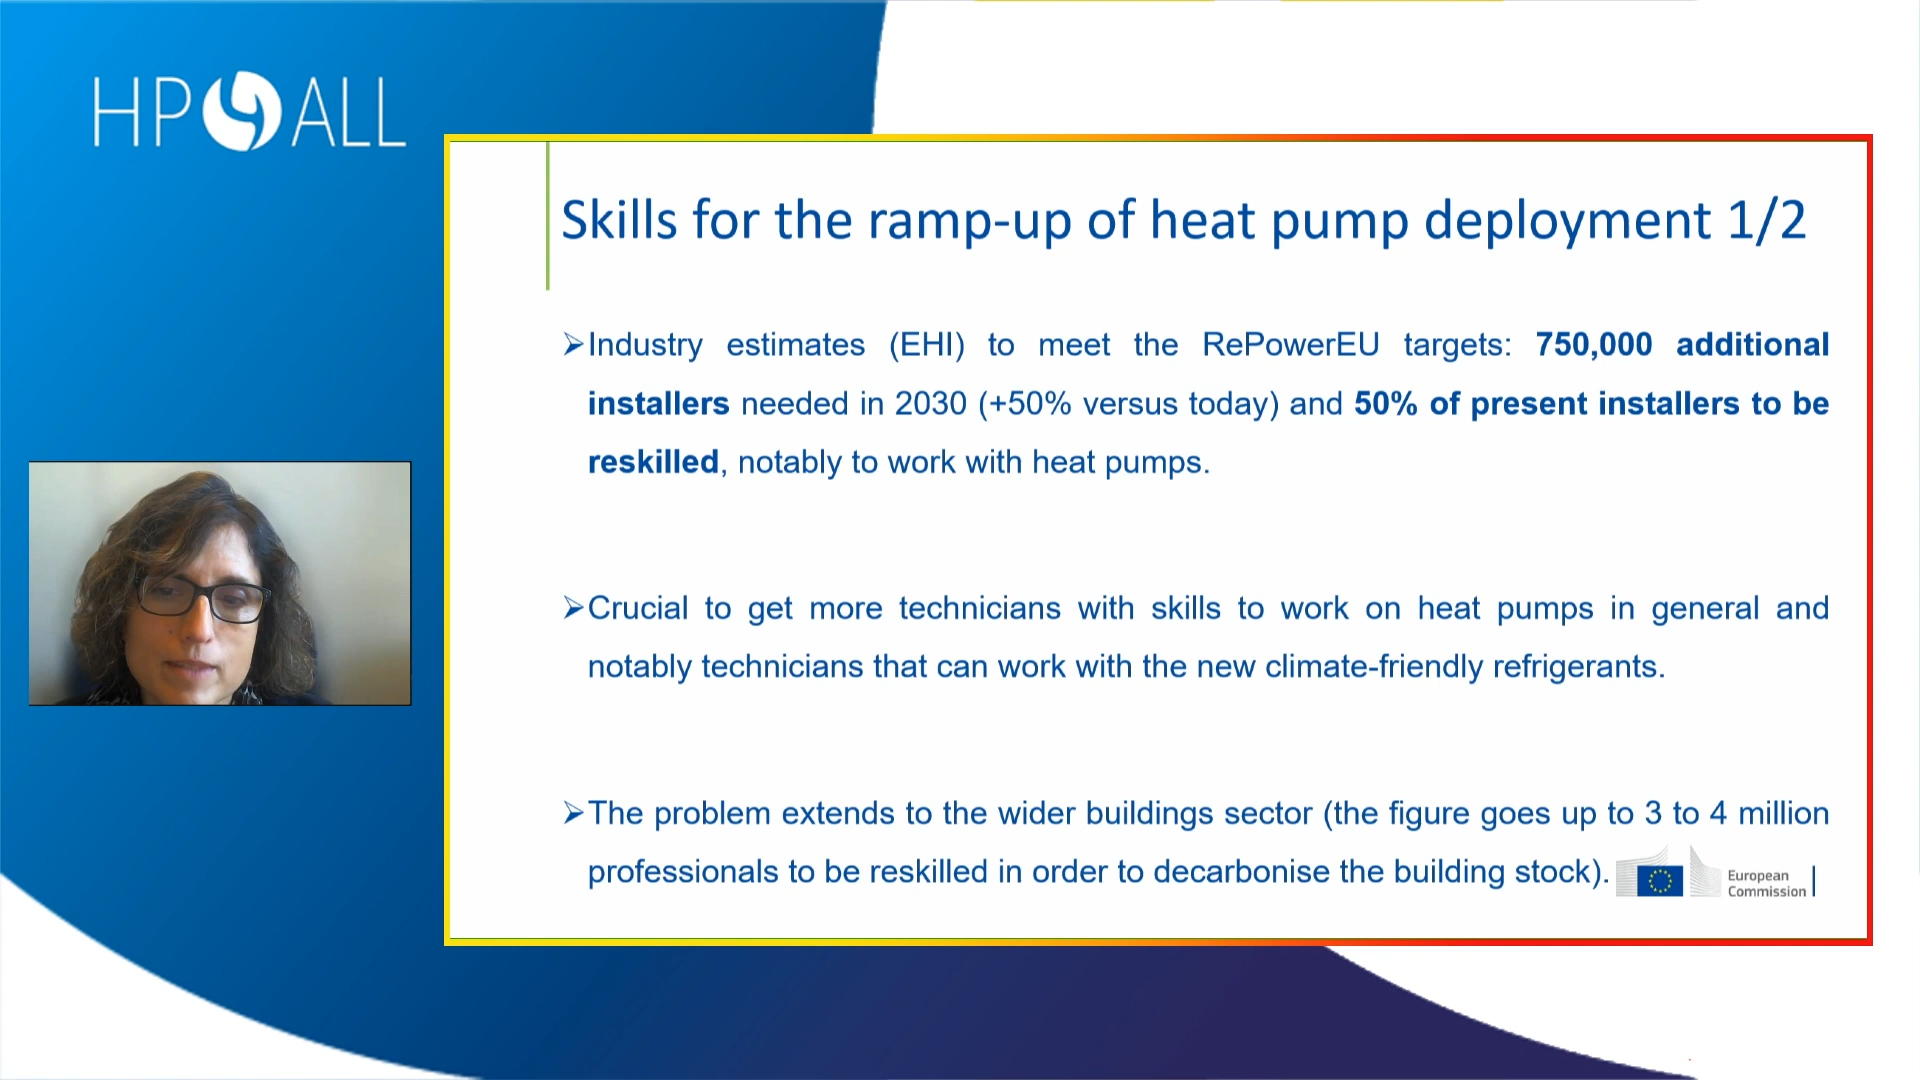 HP4ALL
Skills for the ramp-up of heat pump deployment 1/2
➢Industry estimates (EHI) to meet the RePowerEU targets: 750,000 additional
installers needed in 2030 (+50% versus today) and 50% of present installers to be
reskilled, notably to work with heat pumps.
➢Crucial to get more technicians with skills to work on heat pumps in general and
notably technicians that can work with the new climate-friendly refrigerants.
➢The problem extends to the wider buildings sector (the figure goes up to 3 to 4 million
professionals to be reskilled in order to decarbonise the building stock).
European
Commission